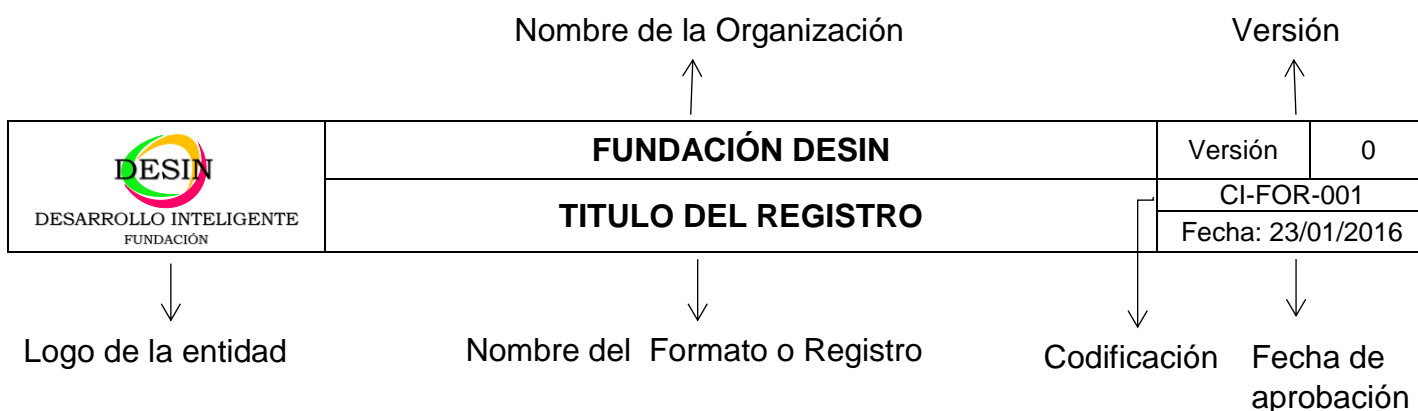 Nombre de la Organización
Versión
DESIN
DESARROLLO INTELIGENTE
FUNDACIÓN
FUNDACIÓN DESIN
Versión
0
TITULO DEL REGISTRO
CI-FOR-001
Fecha: 23/01/2016
Logo de la entidad
Nombre del Formato o Registro
Codificación
Fecha de
aprobación